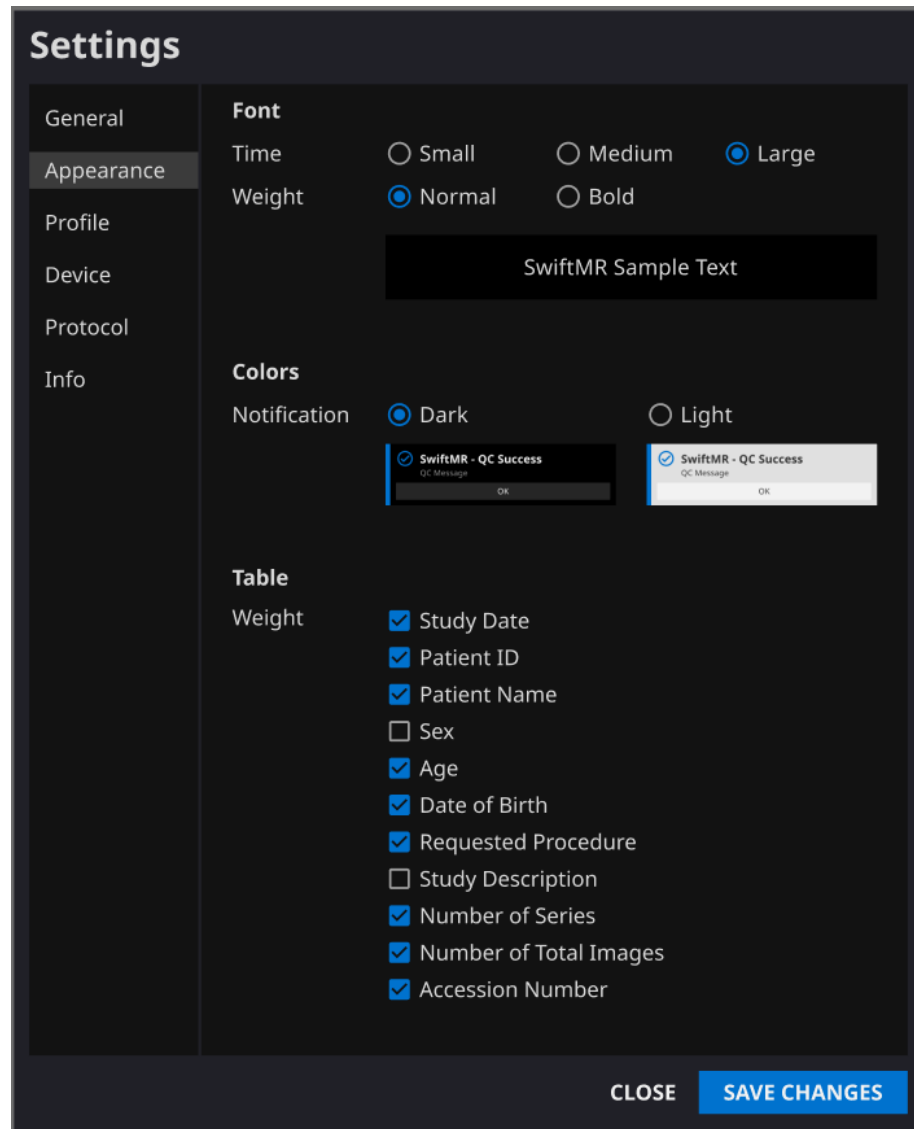 Settings
General
Appearance
Profile
Device
Protocol
Info
Font
Time Small Medium Large
Weight Normal Bold
SwiftMR Sample Text
Colors
Notification Dark Light
SwiftMR - QC Success
QC Message
OK
SwiftMR - QC Success
QC Message
OK
Table
Weight Study Date
Patient ID
Patient Name
Sex
Age
Date of Birth
Requested Procedure
Study Description
Number of Series
Number of Total Images
Accession Number
CLOSE SAVE CHANGES